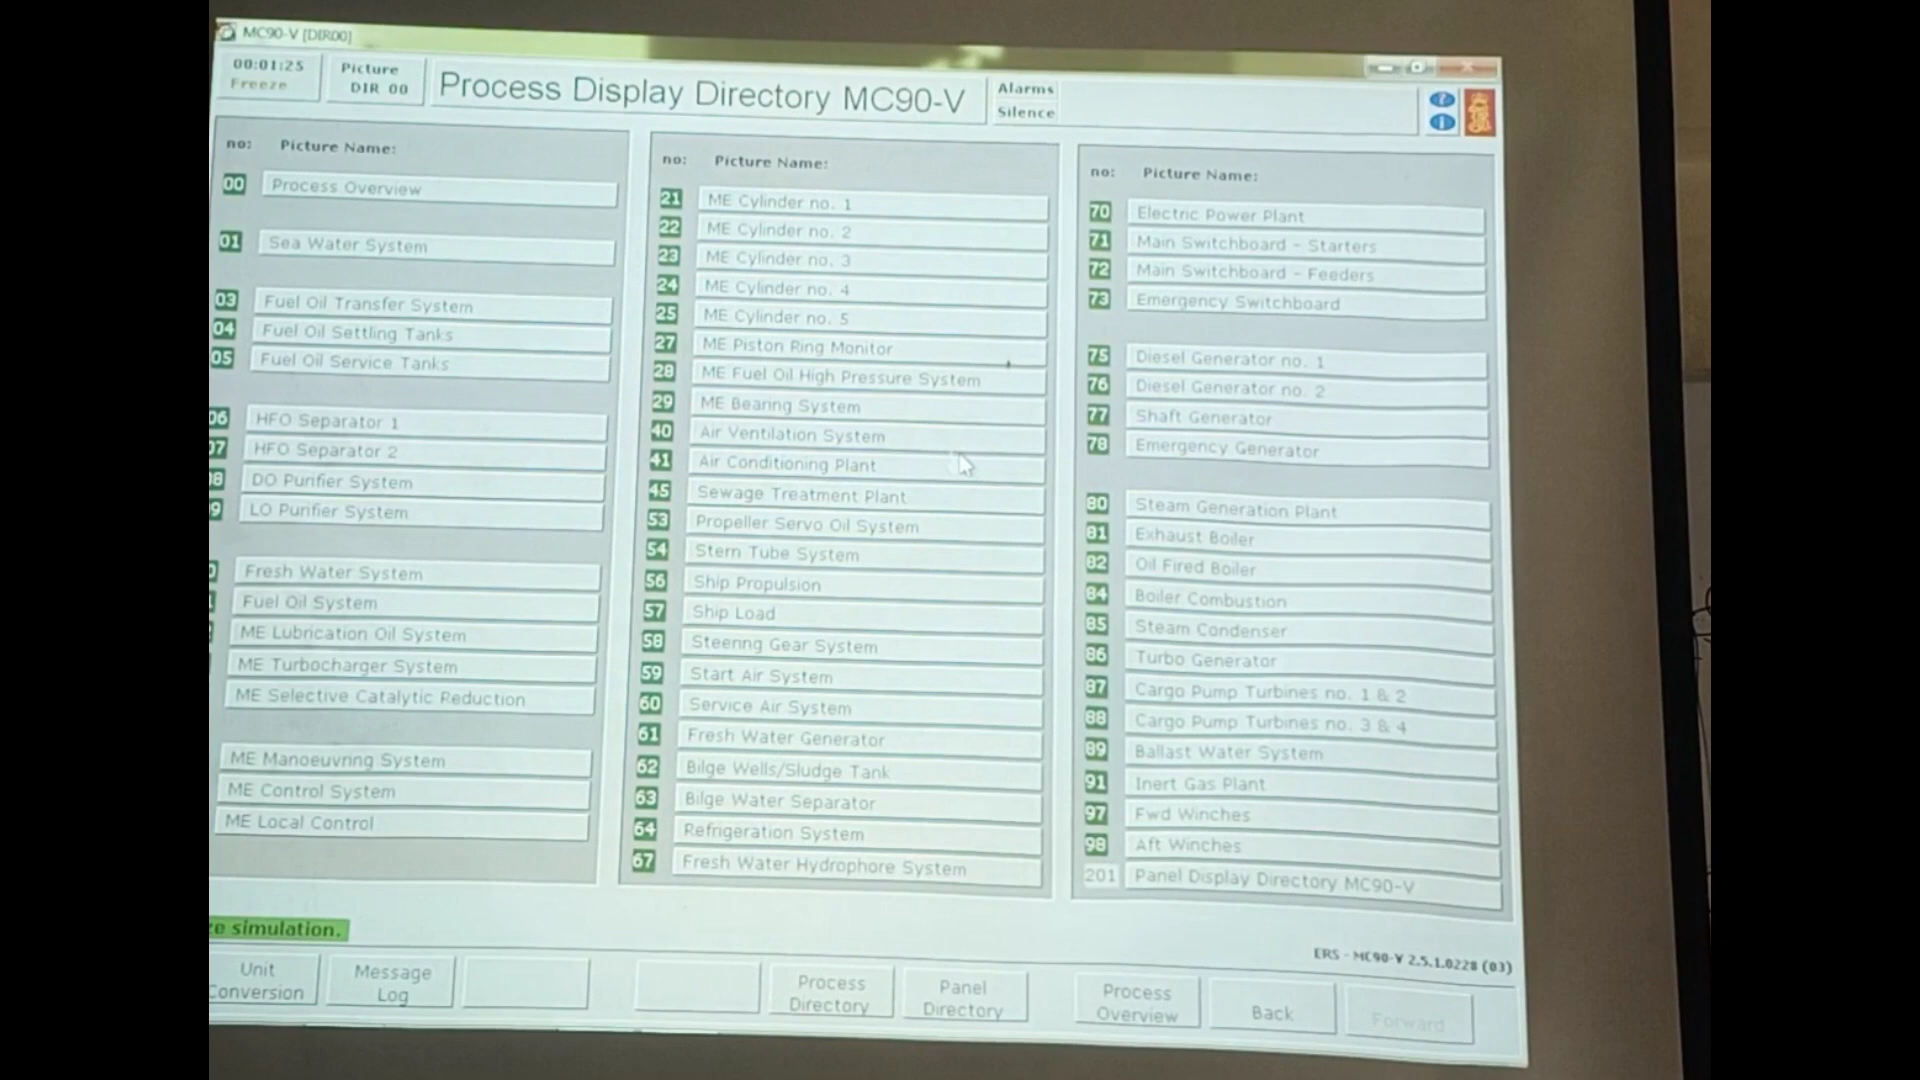 MC90-V [DIR00]
00:01:25
Freeze
Picture
DIR 00
Process Display Directory MC90-V
Alarms
Silence
no: Picture Name:
00 Process Overview
01 Sea Water System
03 Fuel Oil Transfer System
04 Fuel Oil Settling Tanks
05 Fuel Oil Service Tanks
06 HFO Separator 1
07 HFO Separator 2
08 DO Purifier System
9 LO Purifier System
Fresh Water System
Fuel Oil System
ME Lubrication Oil System
ME Turbocharger System
ME Selective Catalytic Reduction
ME Manoeuvring System
ME Control System
ME Local Control
no: Picture Name:
21 ME Cylinder no. 1
22 ME Cylinder no. 2
23 ME Cylinder no. 3
24 ME Cylinder no. 4
25 ME Cylinder no. 5
27 ME Piston Ring Monitor
28 ME Fuel Oil High Pressure System
29 ME Bearing System
40 Air Ventilation System
41 Air Conditioning Plant
45 Sewage Treatment Plant
53 Propeller Servo Oil System
54 Stern Tube System
56 Ship Propulsion
57 Ship Load
58 Steering Gear System
59 Start Air System
60 Service Air System
61 Fresh Water Generator
62 Bilge Wells/Sludge Tank
63 Bilge Water Separator
64 Refrigeration System
67 Fresh Water Hydrophore System
no: Picture Name:
70 Electric Power Plant
71 Main Switchboard - Starters
72 Main Switchboard - Feeders
73 Emergency Switchboard
75 Diesel Generator no. 1
76 Diesel Generator no. 2
77 Shaft Generator
78 Emergency Generator
80 Steam Generation Plant
81 Exhaust Boiler
82 Oil Fired Boiler
84 Boiler Combustion
85 Steam Condenser
86 Turbo Generator
87 Cargo Pump Turbines no. 1 & 2
88 Cargo Pump Turbines no. 3 & 4
89 Ballast Water System
91 Inert Gas Plant
97 Fwd Winches
98 Aft Winches
201 Panel Display Directory MC90-V
ze simulation.
ERS - MC90-V 2.5.1.0228 (03)
Unit
Conversion
Message
Log
Process
Directory
Panel
Directory
Process
Overview
Back
Forward